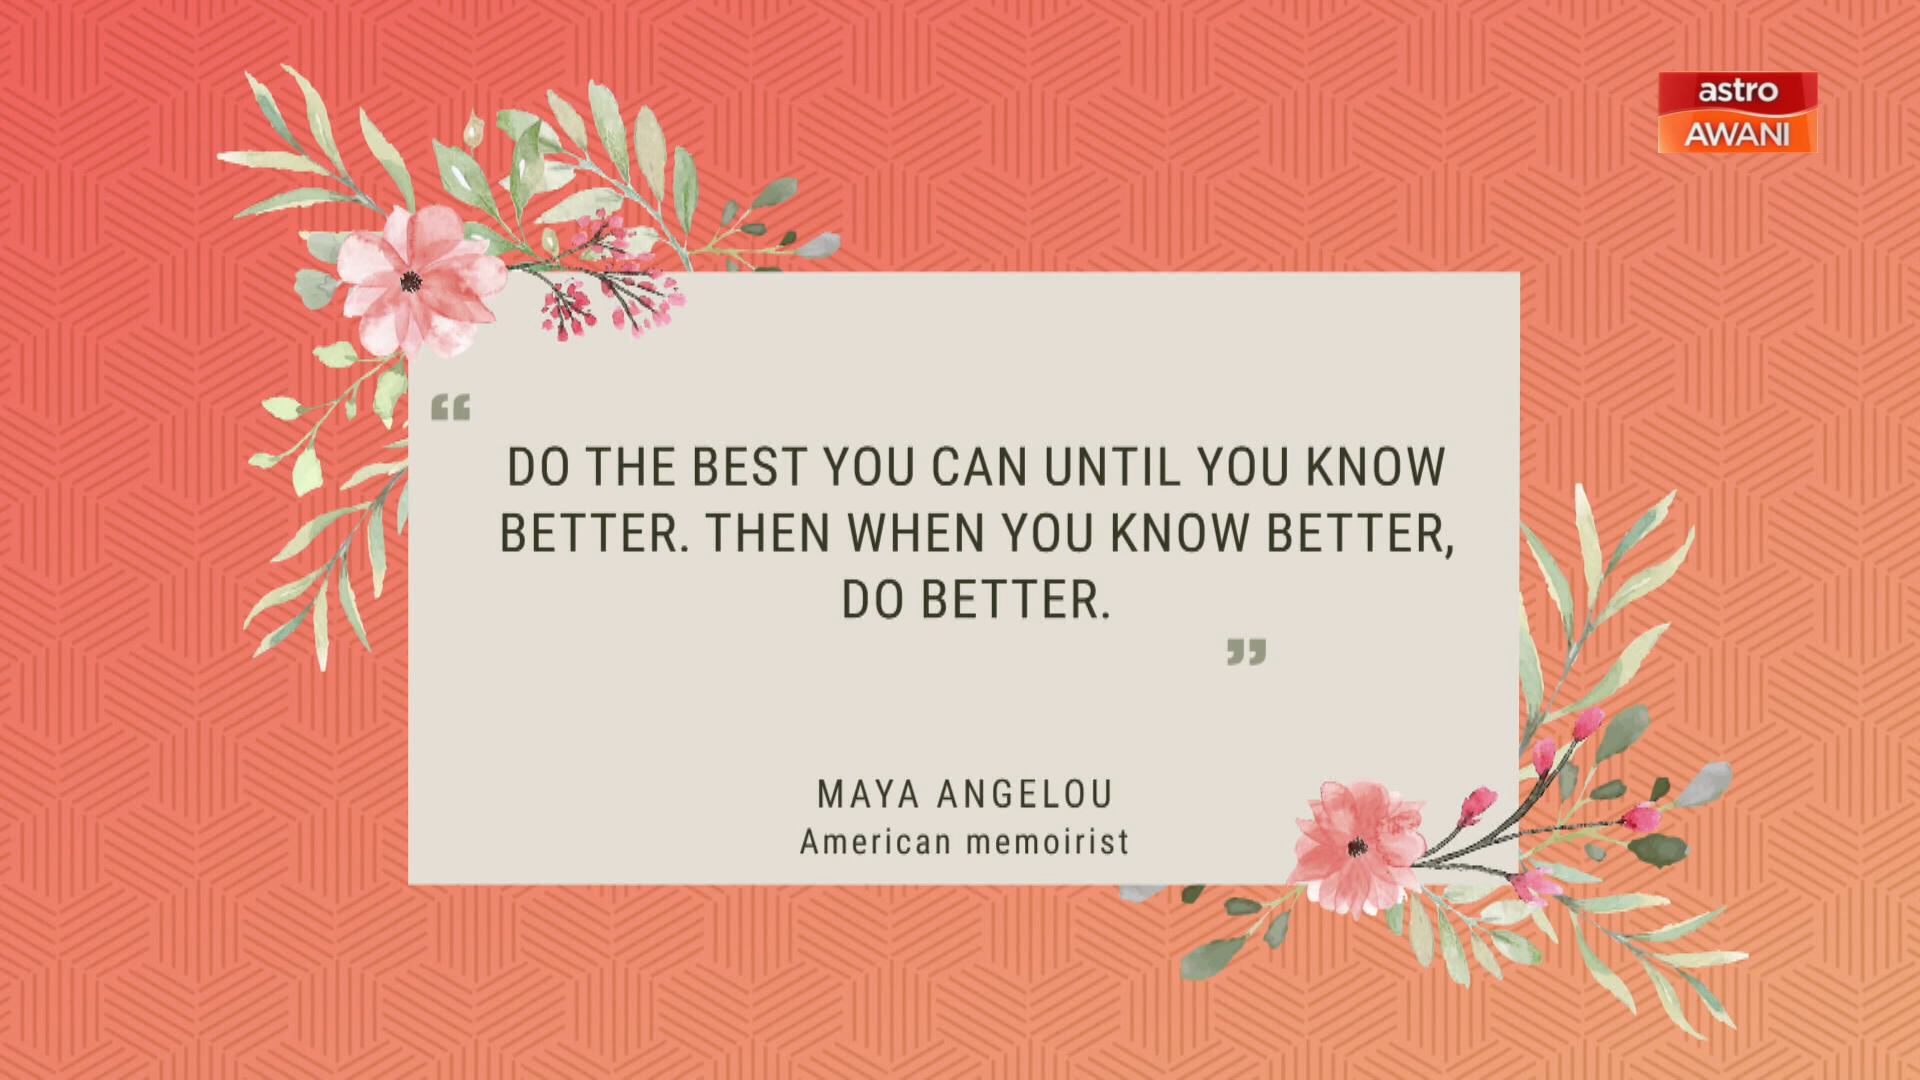 astro
AWANI
“
DO THE BEST YOU CAN UNTIL YOU KNOW
BETTER. THEN WHEN YOU KNOW BETTER,
DO BETTER.
”
MAYA ANGELOU
American memoirist